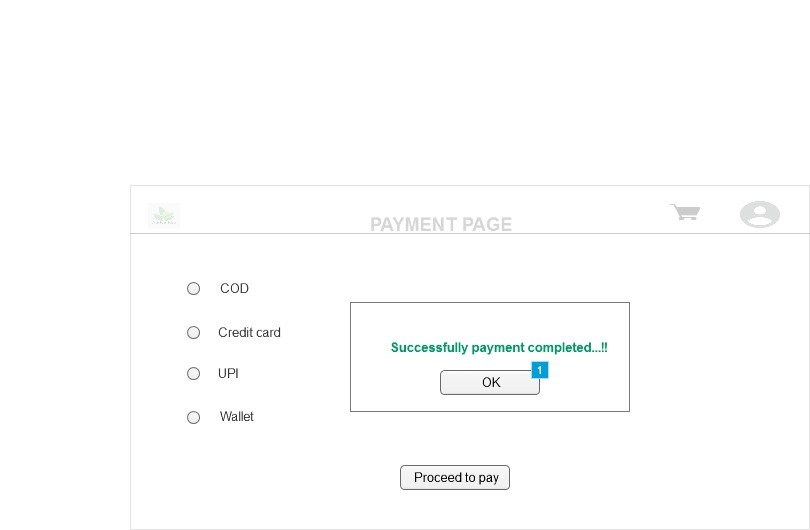 PAYMENT PAGE
COD
Credit card
Successfully payment completed...!!
UPI
1
OK
Wallet
Proceed to pay